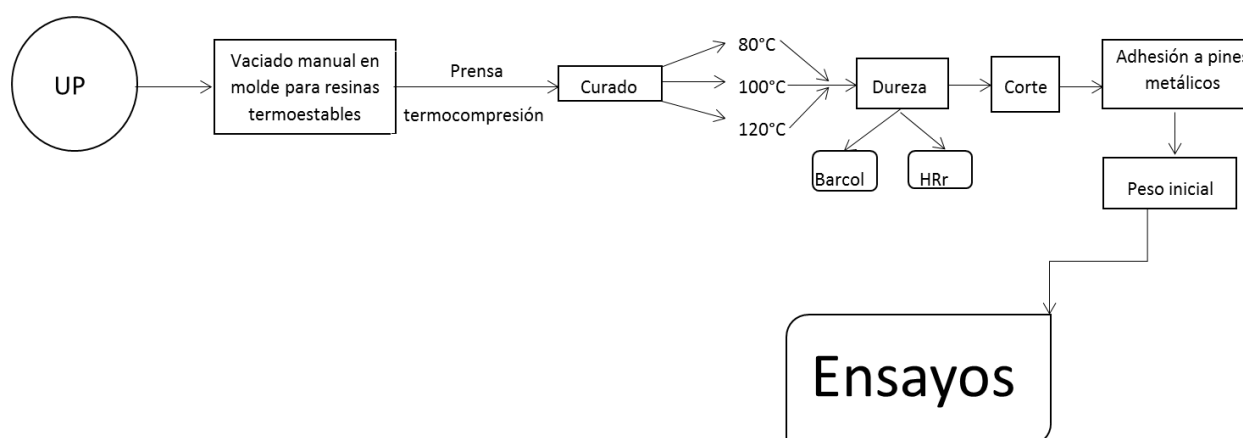 UP
Vaciado manual en
molde para resinas
termoestables
Prensa
termocompresión
Curado
80°C
100°C
120°C
Dureza
Barcol
HRr
Corte
Adhesión a pines
metálicos
Peso inicial
Ensayos